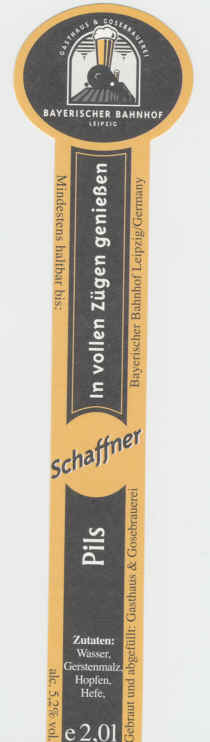 GASTHAUS & GOSEBRAUEREI
BAYERISCHER BAHNHOF
LEIPZIG
Mindestens haltbar bis:
In vollen Zügen genießen
Bayerischer Bahnhof Leipzig/Germany
Schaffner
Pils
Zutaten:
Wasser,
Gerstenmalz,
Hopfen,
Hefe,
alc. 5,2% vol.
e 2,0l
Gebraut und abgefüllt: Gasthaus & Gosebrauerei